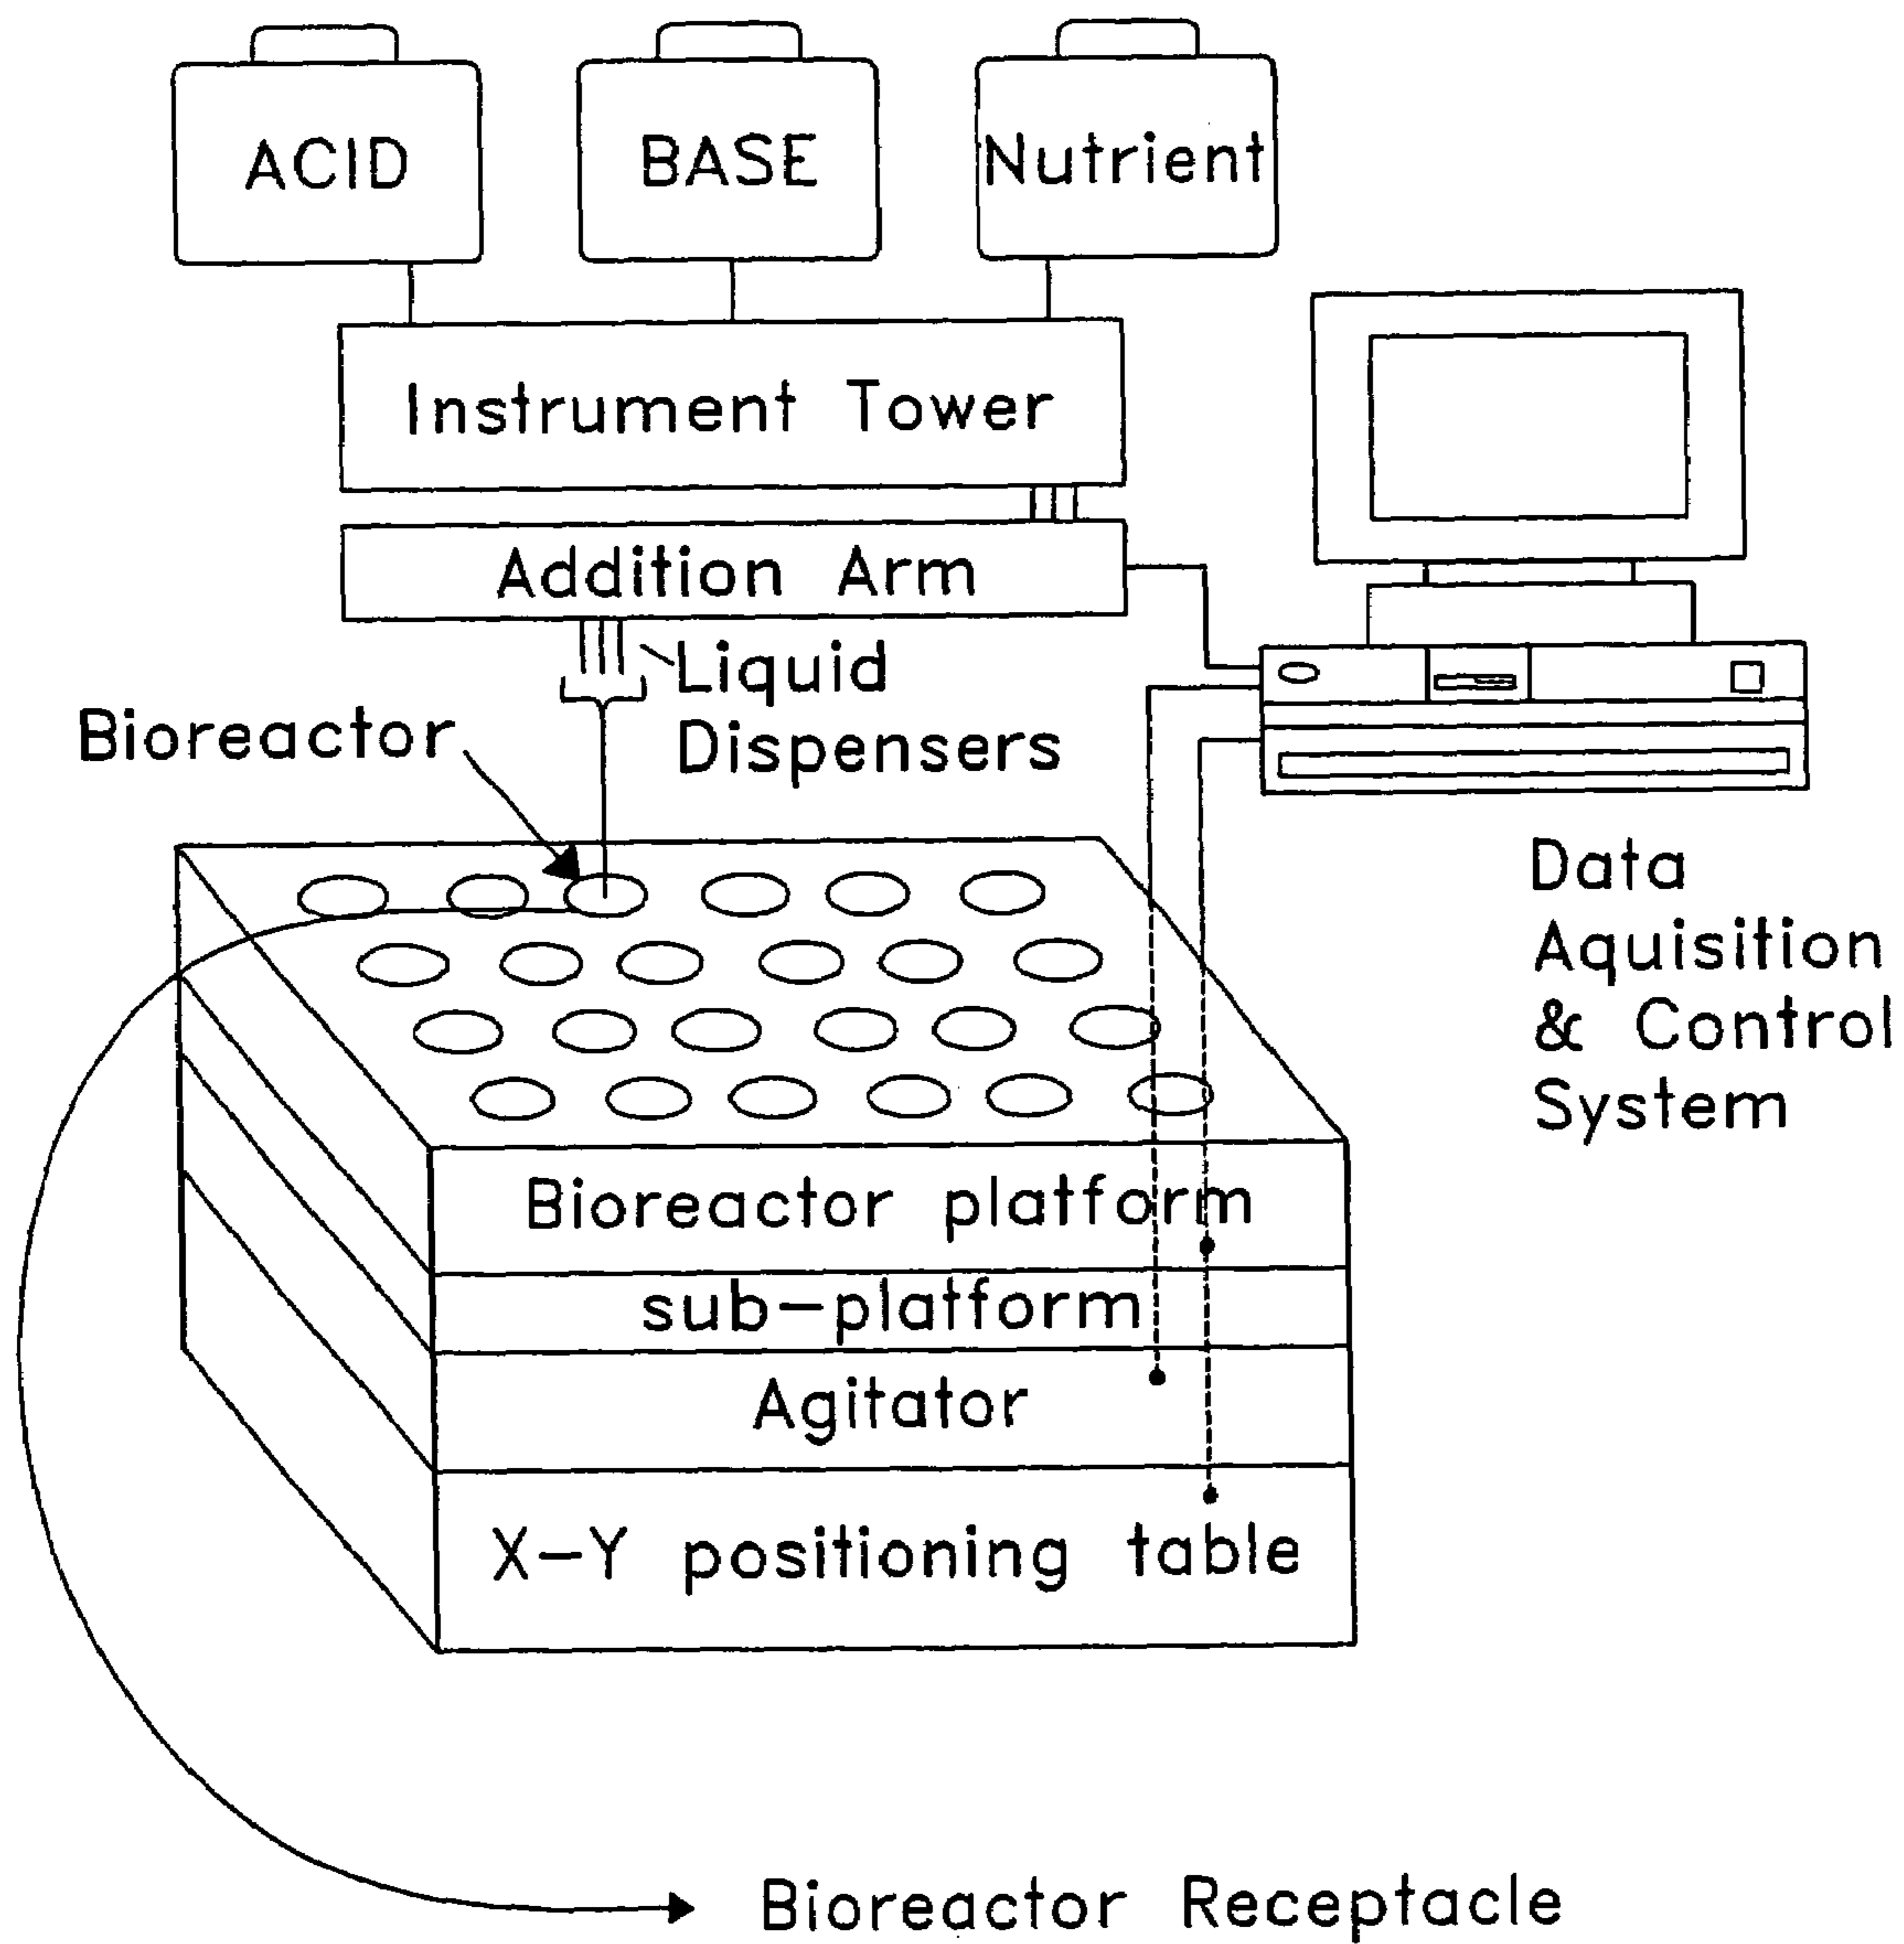 ACID
BASE
Nutrient
Instrument Tower
Addition Arm
Liquid
Dispensers
Bioreactor
Data
Aquisition
& Control
System
Bioreactor platform
sub-platform
Agitator
X-Y positioning table
Bioreactor Receptacle